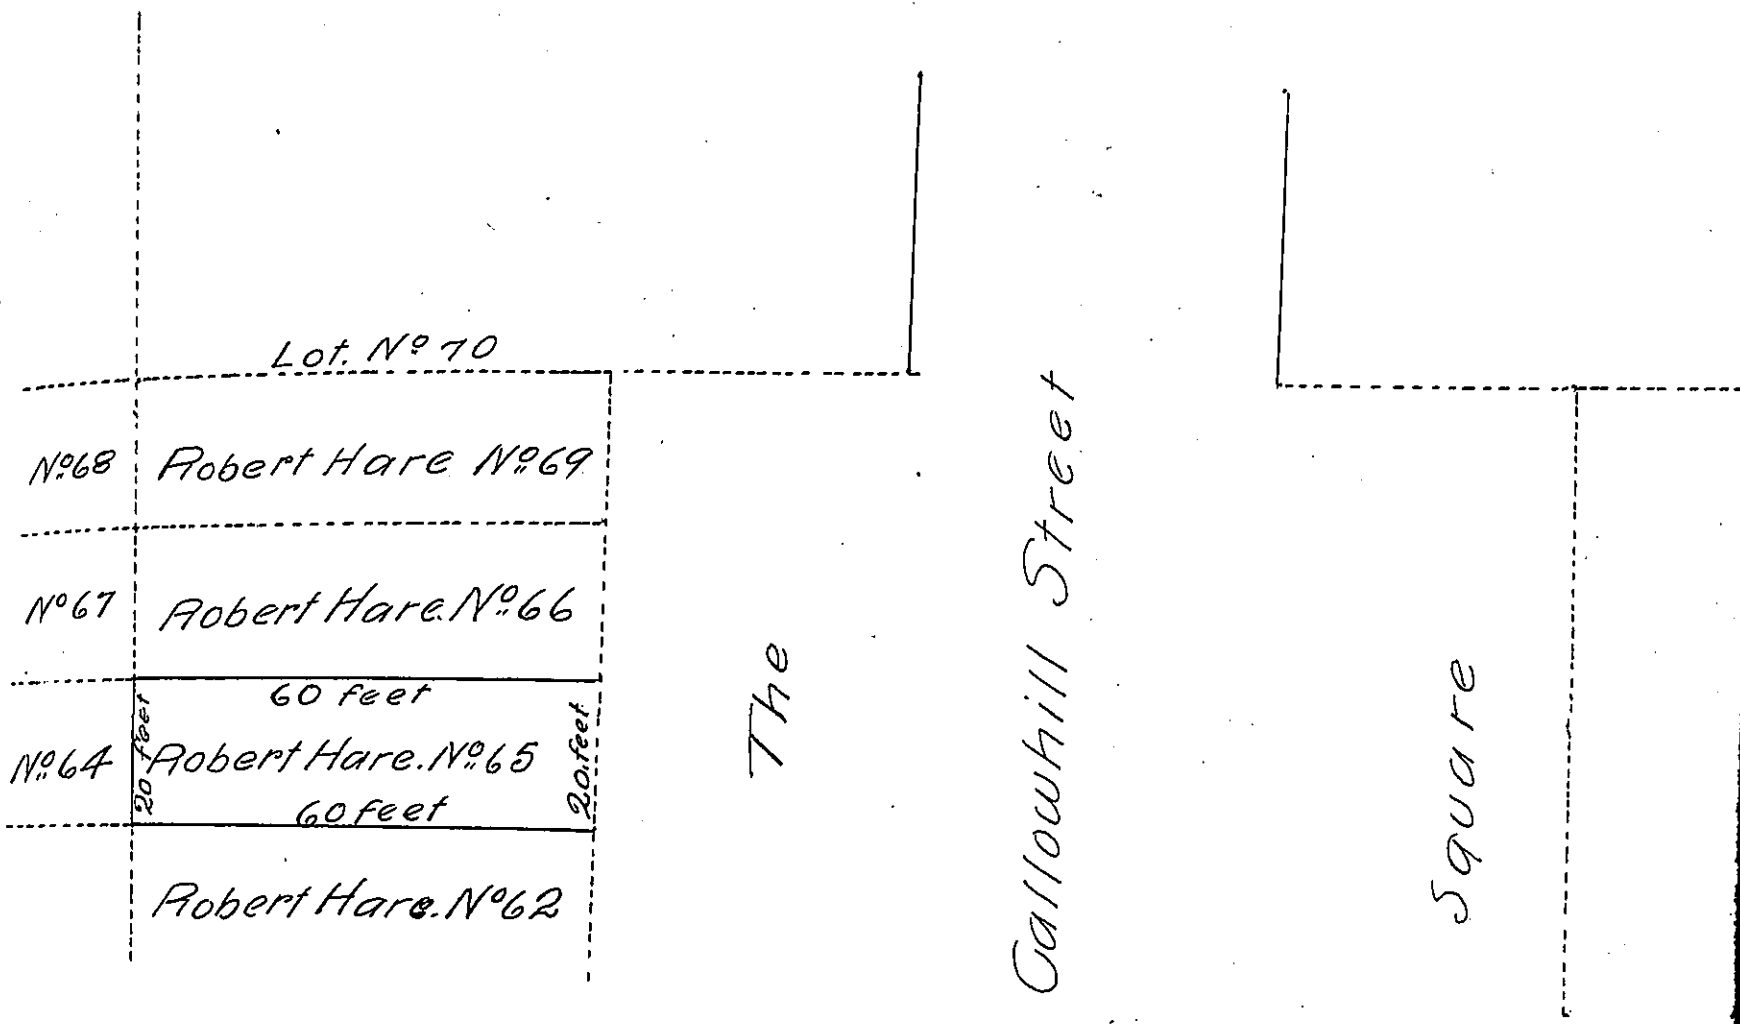 Lot. Nº 70
Nº68
Robert Hare Nº69
Nº67
Robert Hare. Nº66
60 feet
20 feet
Nº64
Robert Hare. Nº65
20 feet
60 feet
Robert Hare. Nº62
The
Callowhill Street
Square